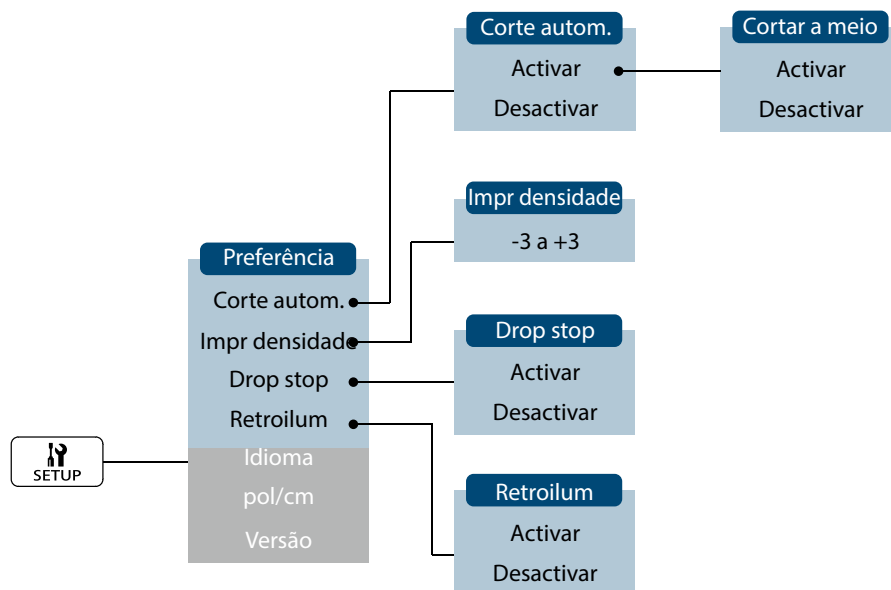 SETUP
Preferência
Corte autom.
Impr densidade
Drop stop
Retroilum
Idioma
pol/cm
Versão
Corte autom.
Activar
Desactivar
Cortar a meio
Activar
Desactivar
Impr densidade
-3 a +3
Drop stop
Activar
Desactivar
Retroilum
Activar
Desactivar